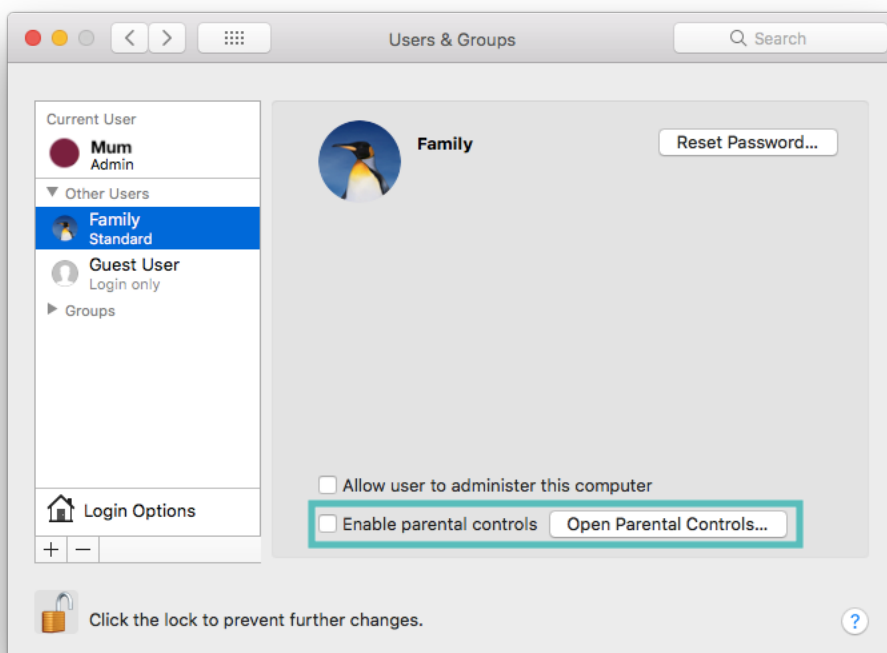 Users & Groups
Search
Current User
Mum
Admin
Other Users
Family
Standard
Guest User
Login only
Groups
Login Options
Family
Reset Password...
Allow user to administer this computer
Enable parental controls
Open Parental Controls...
Click the lock to prevent further changes.
?